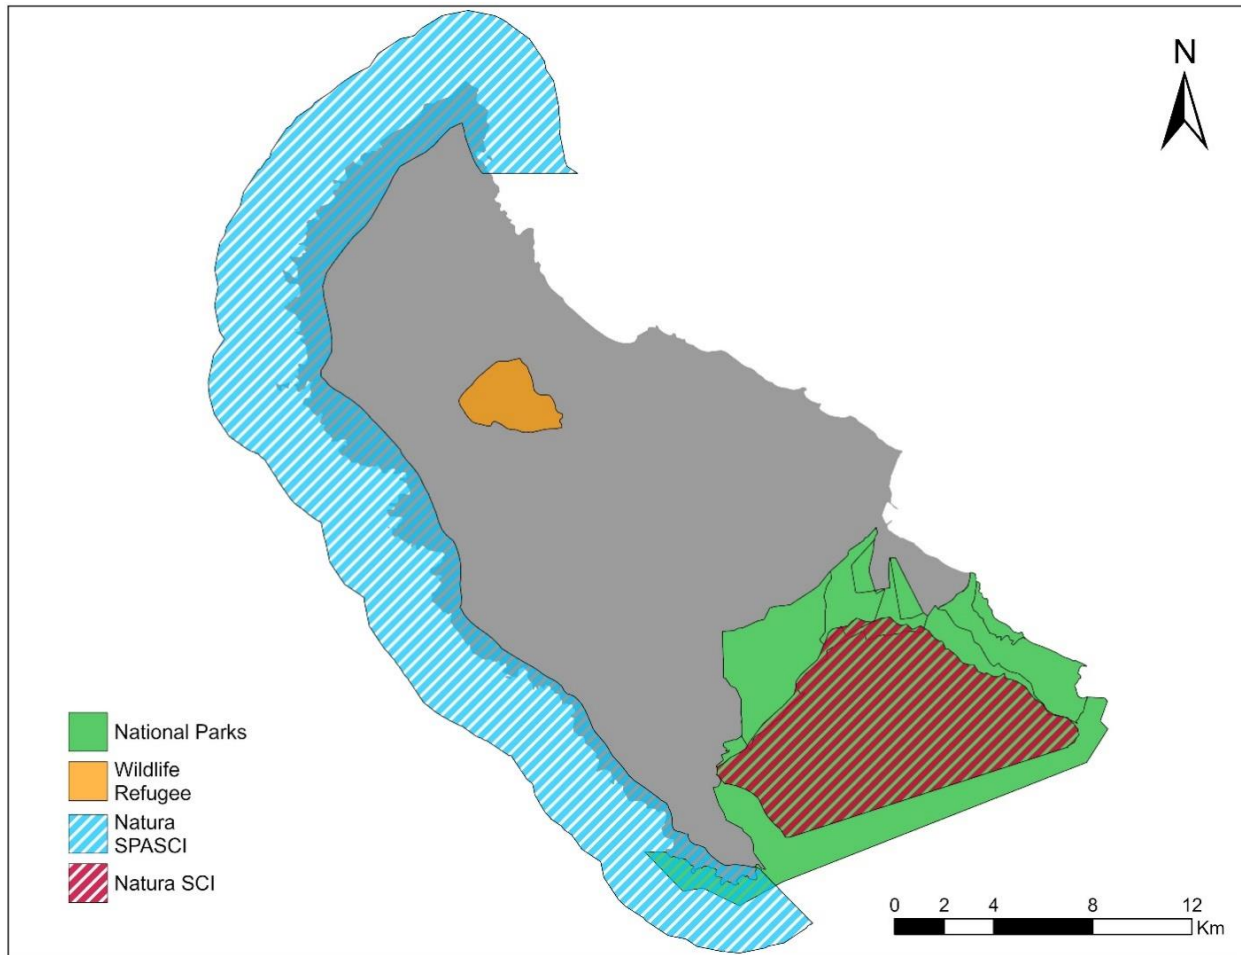 N
National Parks
Wildlife
Refugee
Natura
SPASCI
Natura SCI
0 2 4 8 12
Km